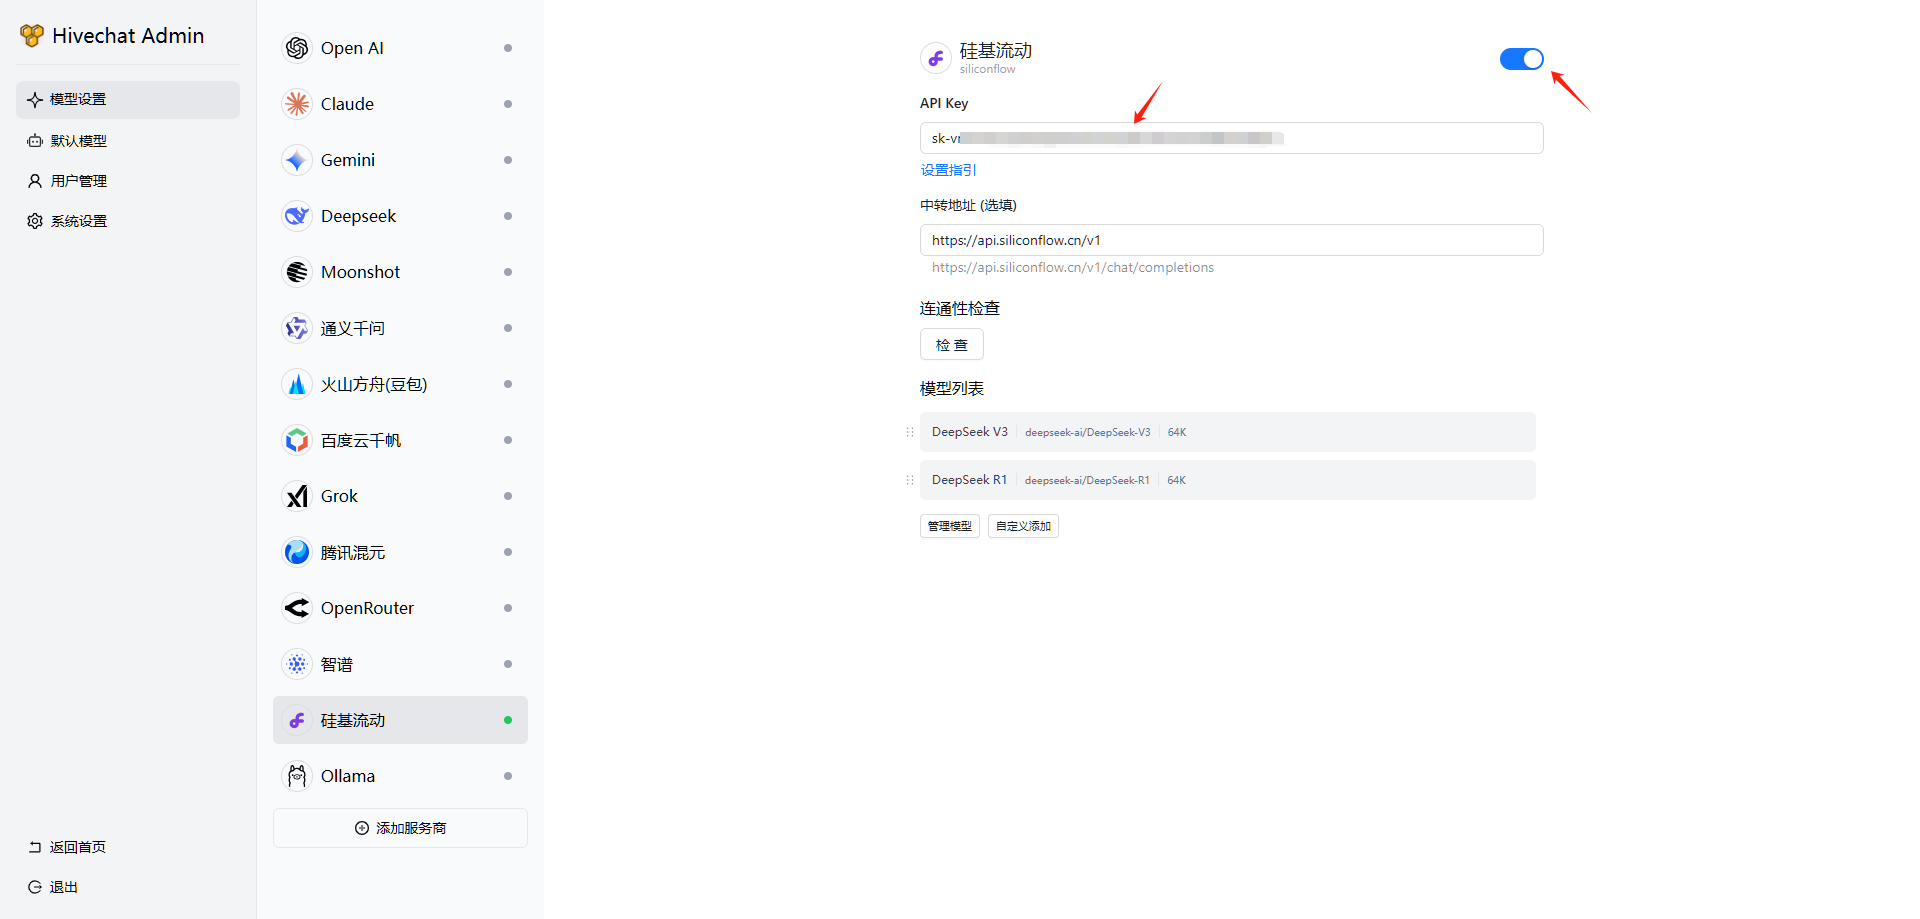 Hivechat Admin
模型设置
默认模型
用户管理
系统设置
返回首页
退出
Open AI
Claude
Gemini
Deepseek
Moonshot
通义千问
火山方舟(豆包)
百度云千帆
Grok
腾讯混元
OpenRouter
智谱
硅基流动
Ollama
添加服务商
硅基流动
siliconflow
API Key
sk-v
设置指引
中转地址 (选填)
https://api.siliconflow.cn/v1
https://api.siliconflow.cn/v1/chat/completions
连通性检查
检 查
模型列表
DeepSeek V3 deepseek-ai/DeepSeek-V3 64K
DeepSeek R1 deepseek-ai/DeepSeek-R1 64K
管理模型 自定义添加